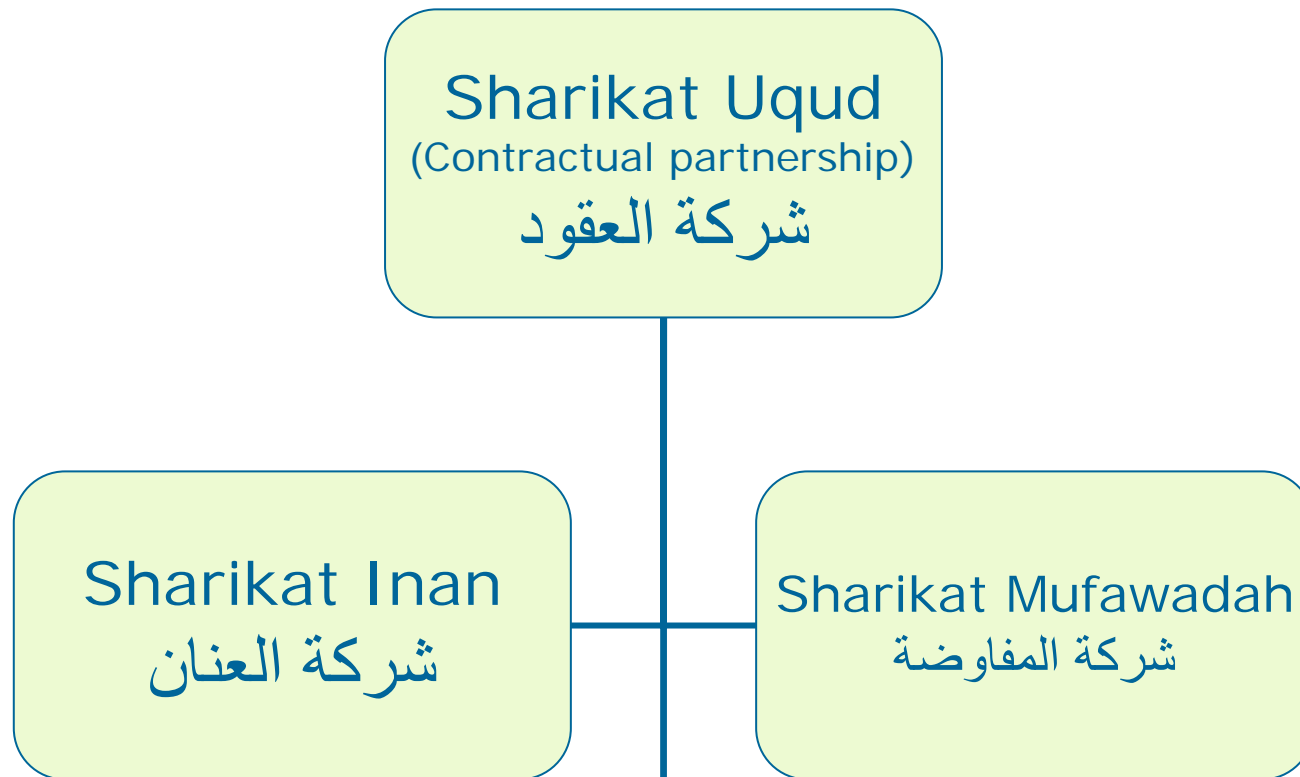 Sharikat Uqud
(Contractual partnership)
شركة العقود
Sharikat Inan
شركة العنان
Sharikat Mufawadah
شركة المفاوضة